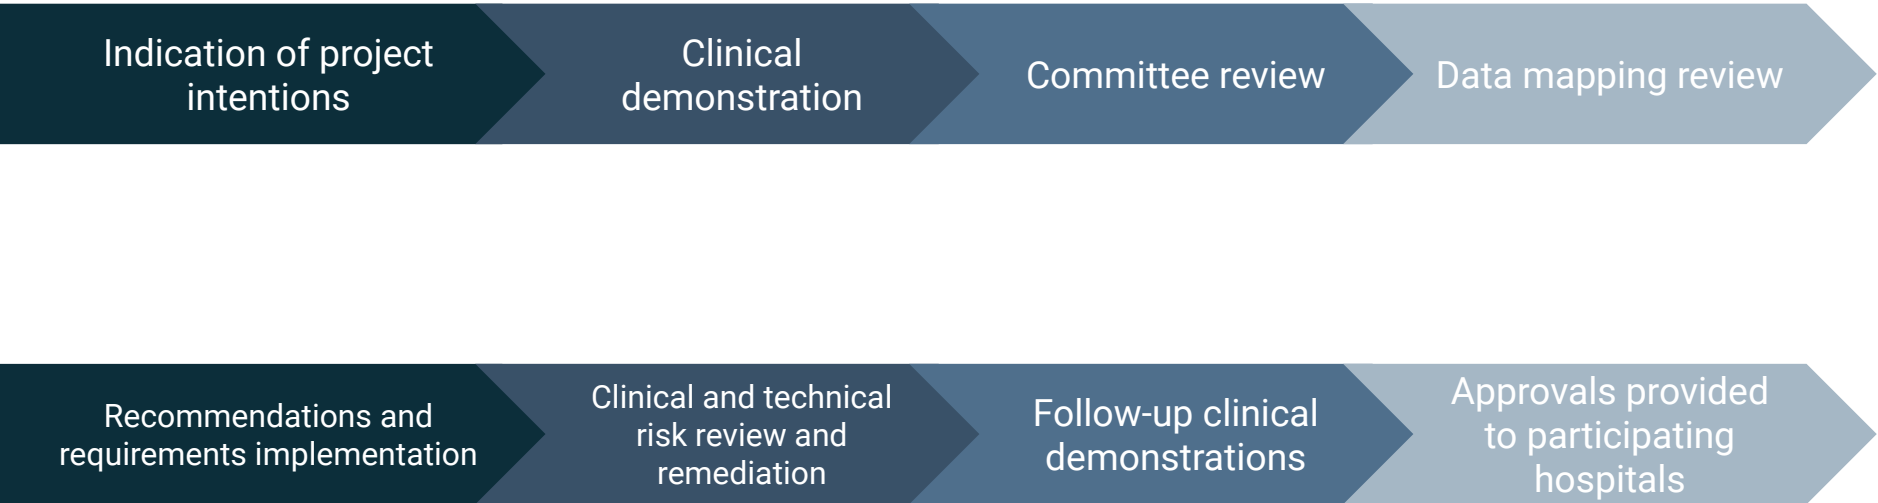 Indication of project
intentions
Clinical
demonstration
Committee review
Data mapping review
Recommendations and
requirements implementation
Clinical and technical
risk review and
remediation
Follow-up clinical
demonstrations
Approvals provided
to participating
hospitals